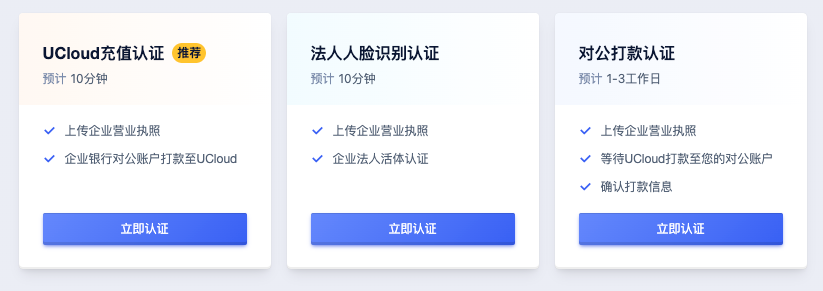 UCloud充值认证 推荐
预计 10分钟
上传企业营业执照
企业银行对公账户打款至UCloud
立即认证
法人人脸识别认证
预计 10分钟
上传企业营业执照
企业法人活体认证
立即认证
对公打款认证
预计 1-3工作日
上传企业营业执照
等待UCloud打款至您的对公账户
确认打款信息
立即认证